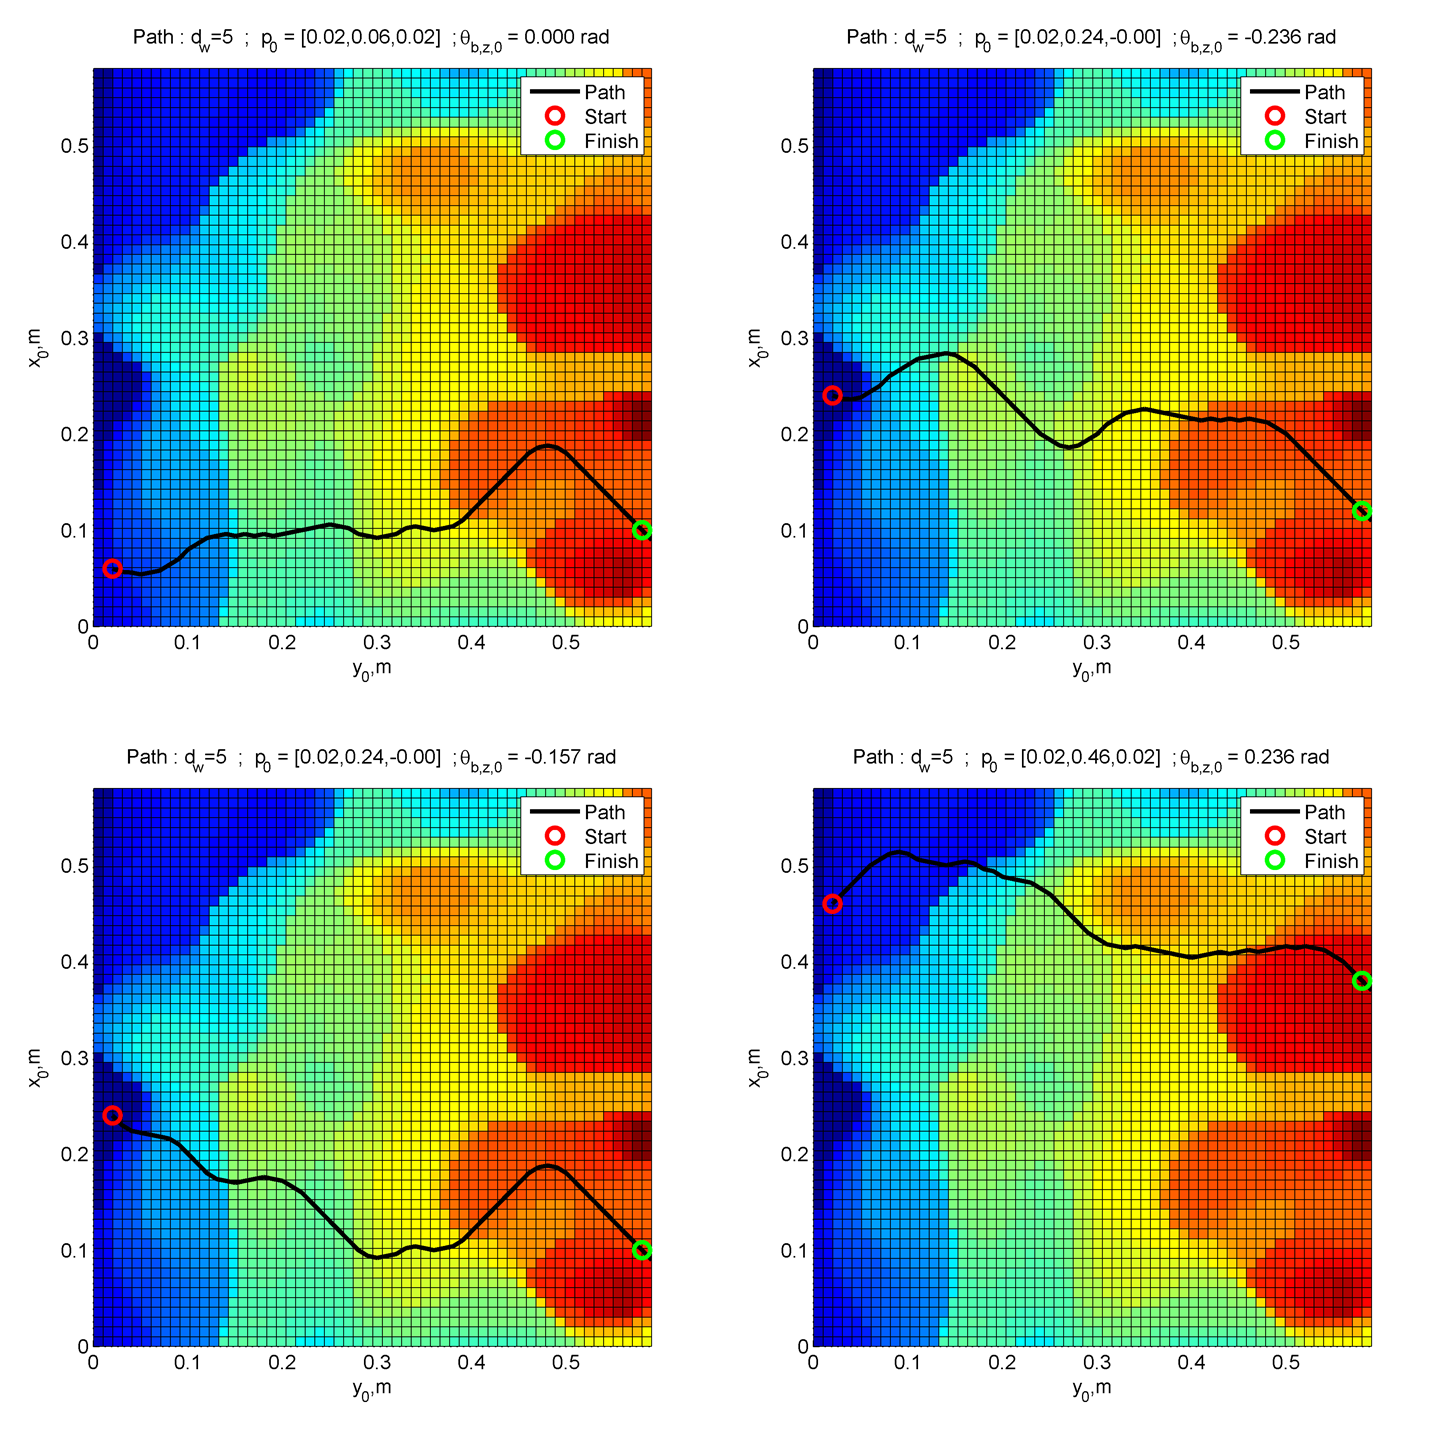 Path : d_w=5 ; p_0 = [0.02,0.06,0.02] ;θ_b,z,0 = 0.000 rad
Path
Start
Finish
0.5
0.4
0.3
0.2
0.1
0
x_0,m
0 0.1 0.2 0.3 0.4 0.5
y_0,m
Path : d_w=5 ; p_0 = [0.02,0.24,-0.00] ;θ_b,z,0 = -0.236 rad
Path
Start
Finish
0.5
0.4
0.3
0.2
0.1
0
x_0,m
0 0.1 0.2 0.3 0.4 0.5
y_0,m
Path : d_w=5 ; p_0 = [0.02,0.24,-0.00] ;θ_b,z,0 = -0.157 rad
Path
Start
Finish
0.5
0.4
0.3
0.2
0.1
0
x_0,m
0 0.1 0.2 0.3 0.4 0.5
y_0,m
Path : d_w=5 ; p_0 = [0.02,0.46,0.02] ;θ_b,z,0 = 0.236 rad
Path
Start
Finish
0.5
0.4
0.3
0.2
0.1
0
x_0,m
0 0.1 0.2 0.3 0.4 0.5
y_0,m